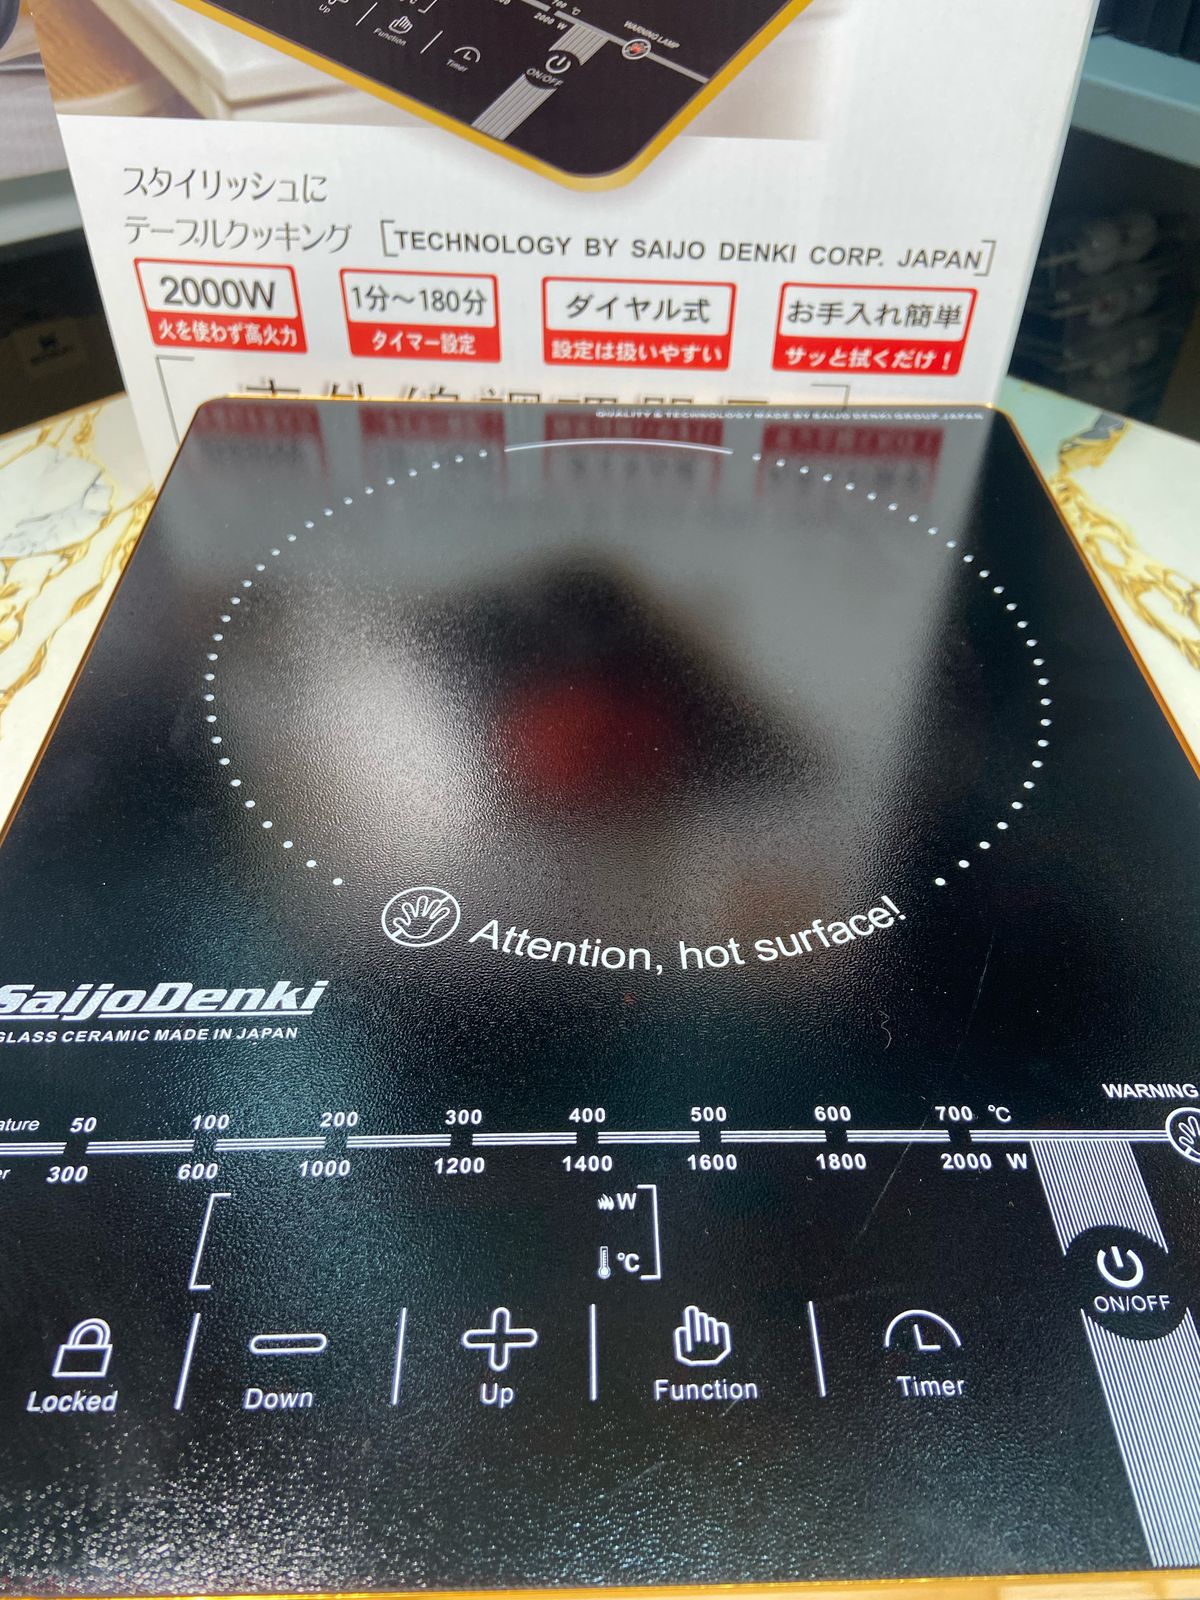 700 °C
2000 W
WARNING LAMP
Up
Function
Timer
ON/OFF
スタイリッシュに
テーブルクッキング
[TECHNOLOGY BY SAIJO DENKI CORP. JAPAN]
2000W
火を使わず高火力
1分～180分
タイマー設定
ダイヤル式
設定は扱いやすい
お手入れ簡単
サッと拭くだけ！
QUALITY & TECHNOLOGY MADE BY SAIJO DENKI GROUP JAPAN
Attention, hot surface!
SaijoDenki
GLASS CERAMIC MADE IN JAPAN
WARNING
50 100 200 300 400 500 600 700 °C
300 600 1000 1200 1400 1600 1800 2000 W
W
°C
ON/OFF
Locked Down Up Function Timer